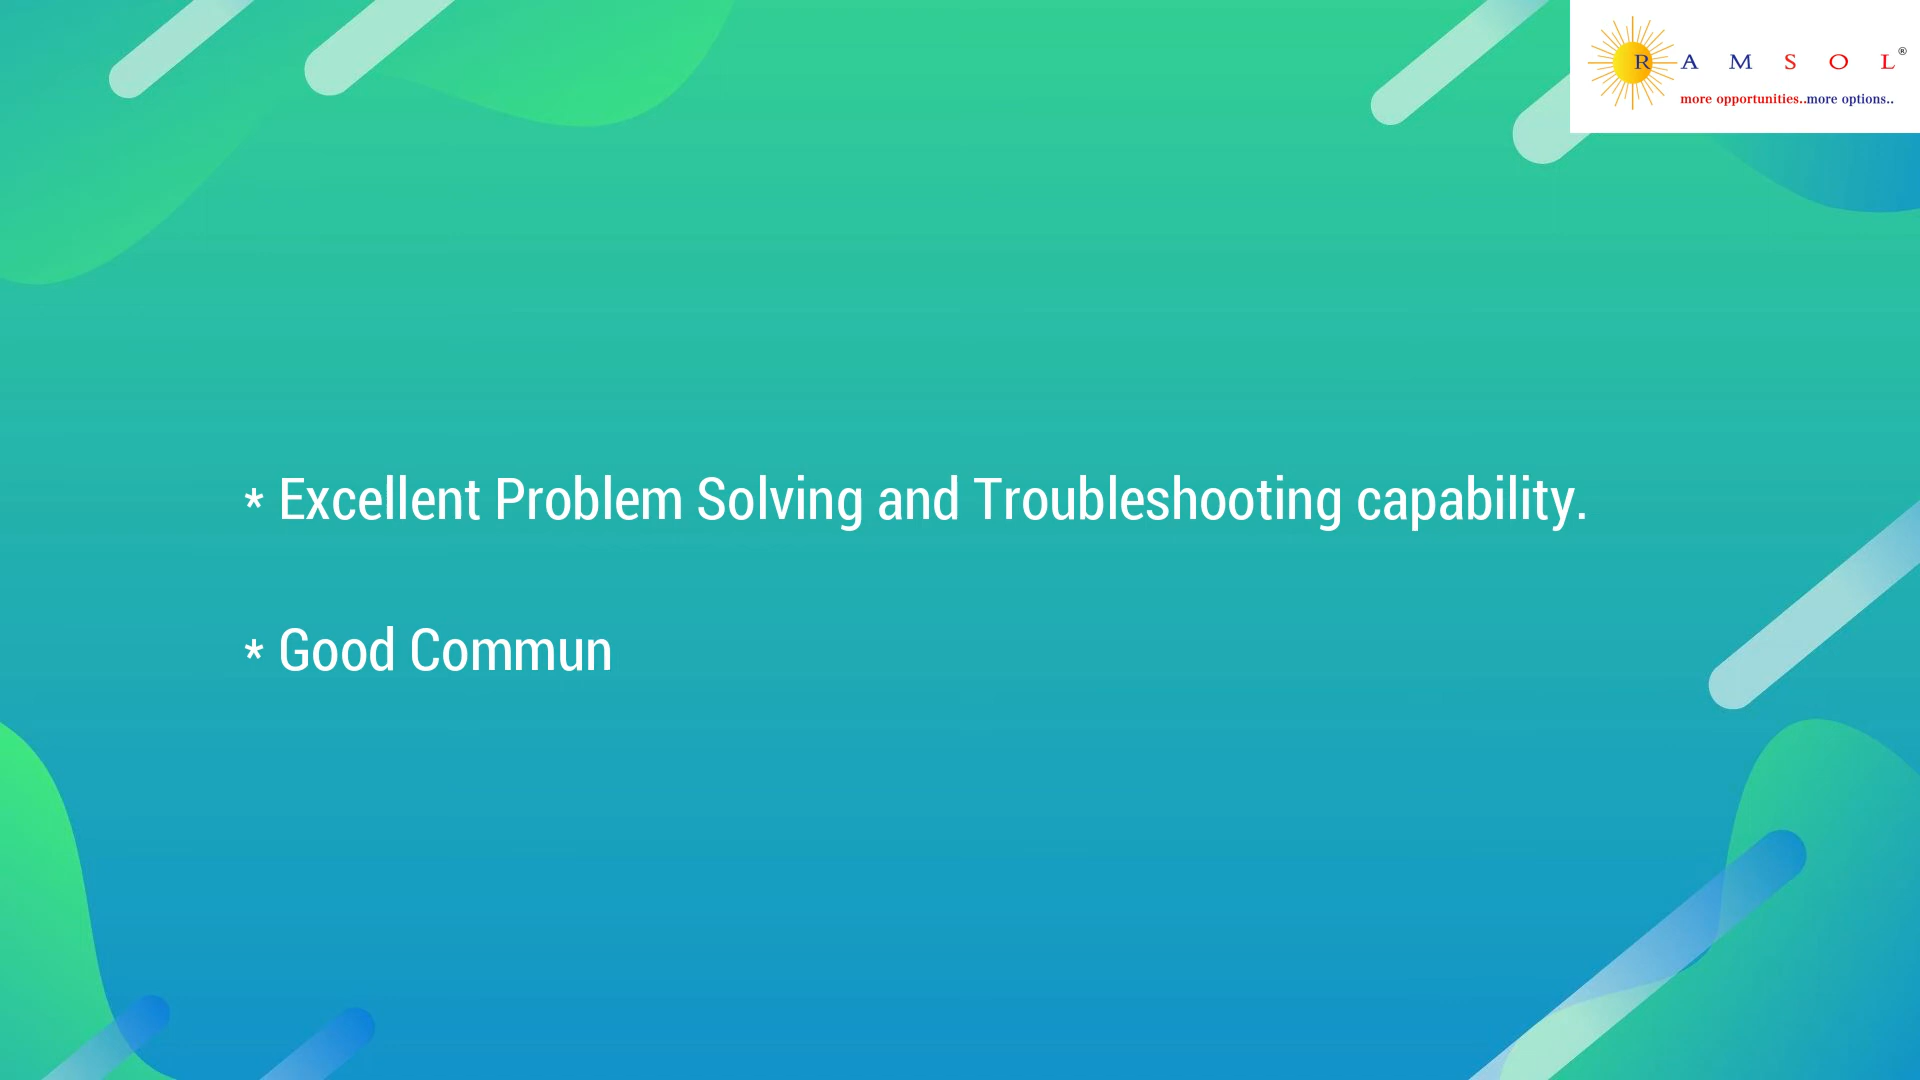 R A M S O L®
more opportunities..more options..
* Excellent Problem Solving and Troubleshooting capability.
* Good Commun